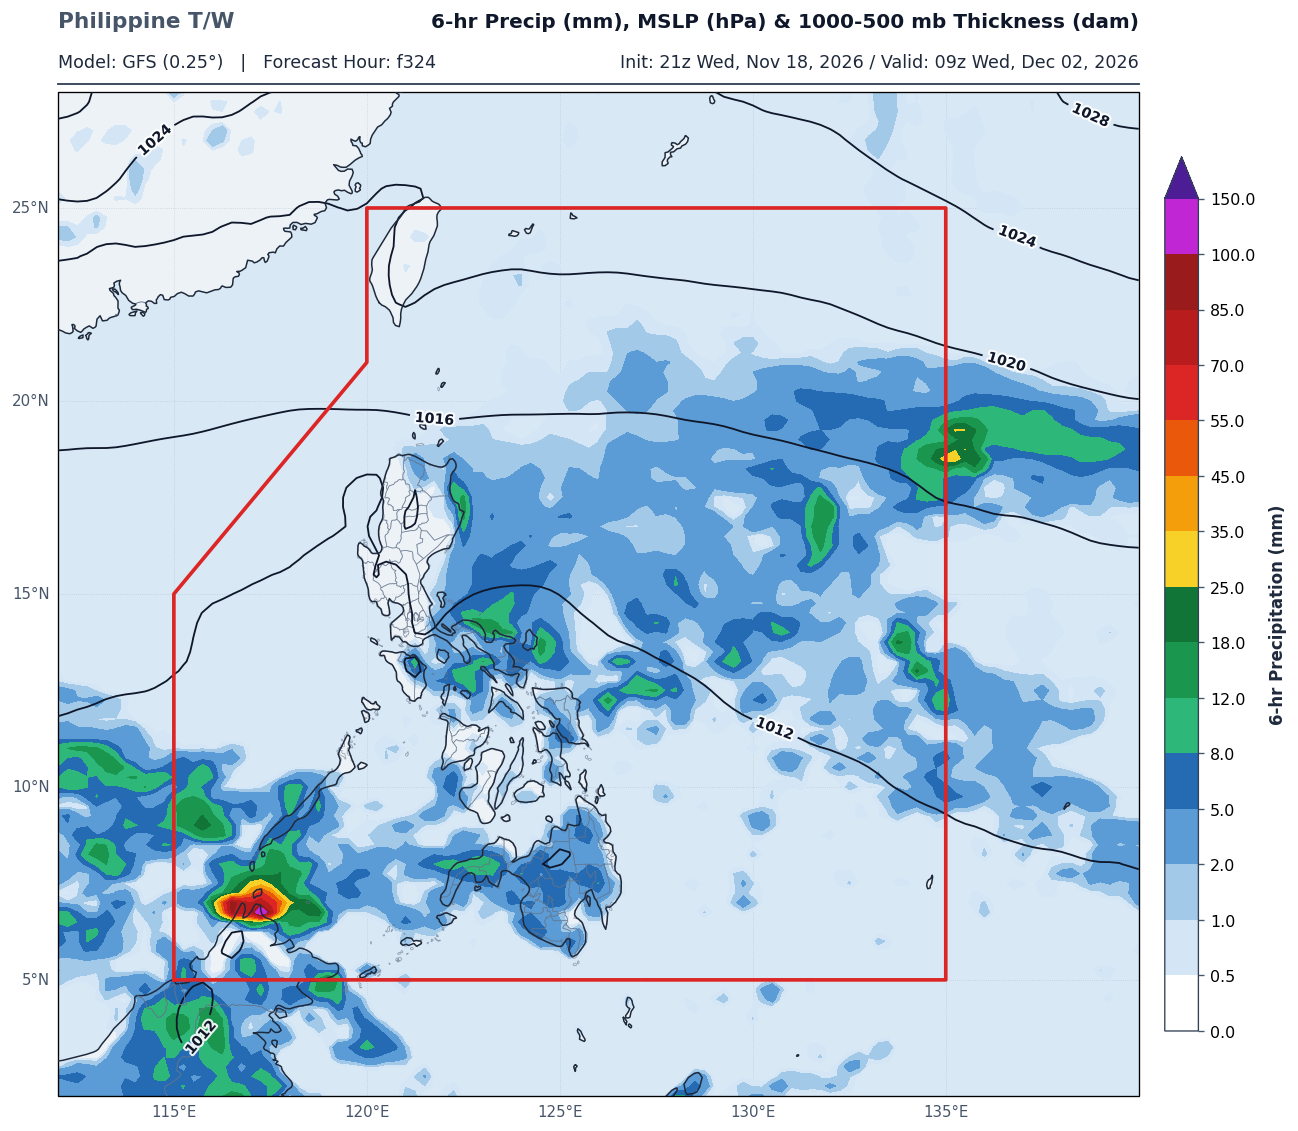 Philippine T/W
6-hr Precip (mm), MSLP (hPa) & 1000-500 mb Thickness (dam)
Model: GFS (0.25°) | Forecast Hour: f324
Init: 21z Wed, Nov 18, 2026 / Valid: 09z Wed, Dec 02, 2026
1028
1024
1024
1020
1016
1012
1012
25°N
20°N
15°N
10°N
5°N
115°E
120°E
125°E
130°E
135°E
150.0
100.0
85.0
70.0
55.0
45.0
35.0
25.0
18.0
12.0
8.0
5.0
2.0
1.0
0.5
0.0
6-hr Precipitation (mm)